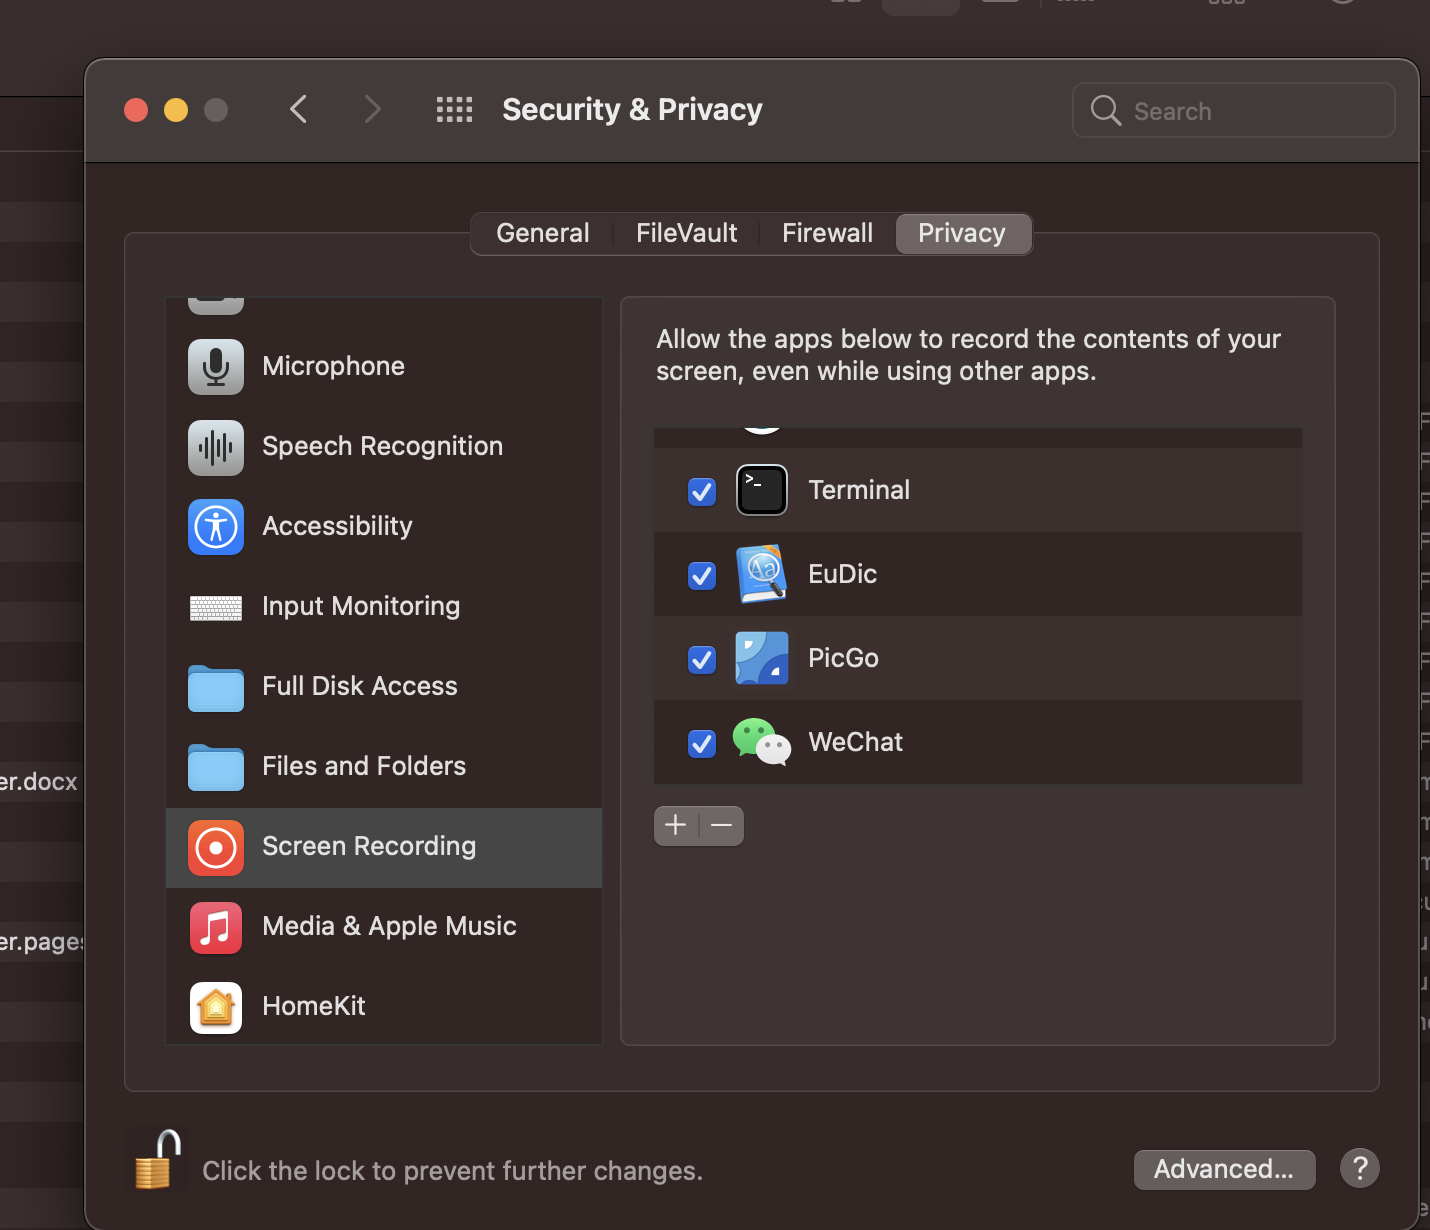 Security & Privacy
Search
General
FileVault
Firewall
Privacy
Microphone
Speech Recognition
Accessibility
Input Monitoring
Full Disk Access
Files and Folders
Screen Recording
Media & Apple Music
HomeKit
Allow the apps below to record the contents of your
screen, even while using other apps.
>_
Terminal
Aa
EuDic
PicGo
WeChat
+
−
er.docx
er.pages
Click the lock to prevent further changes.
Advanced...
?